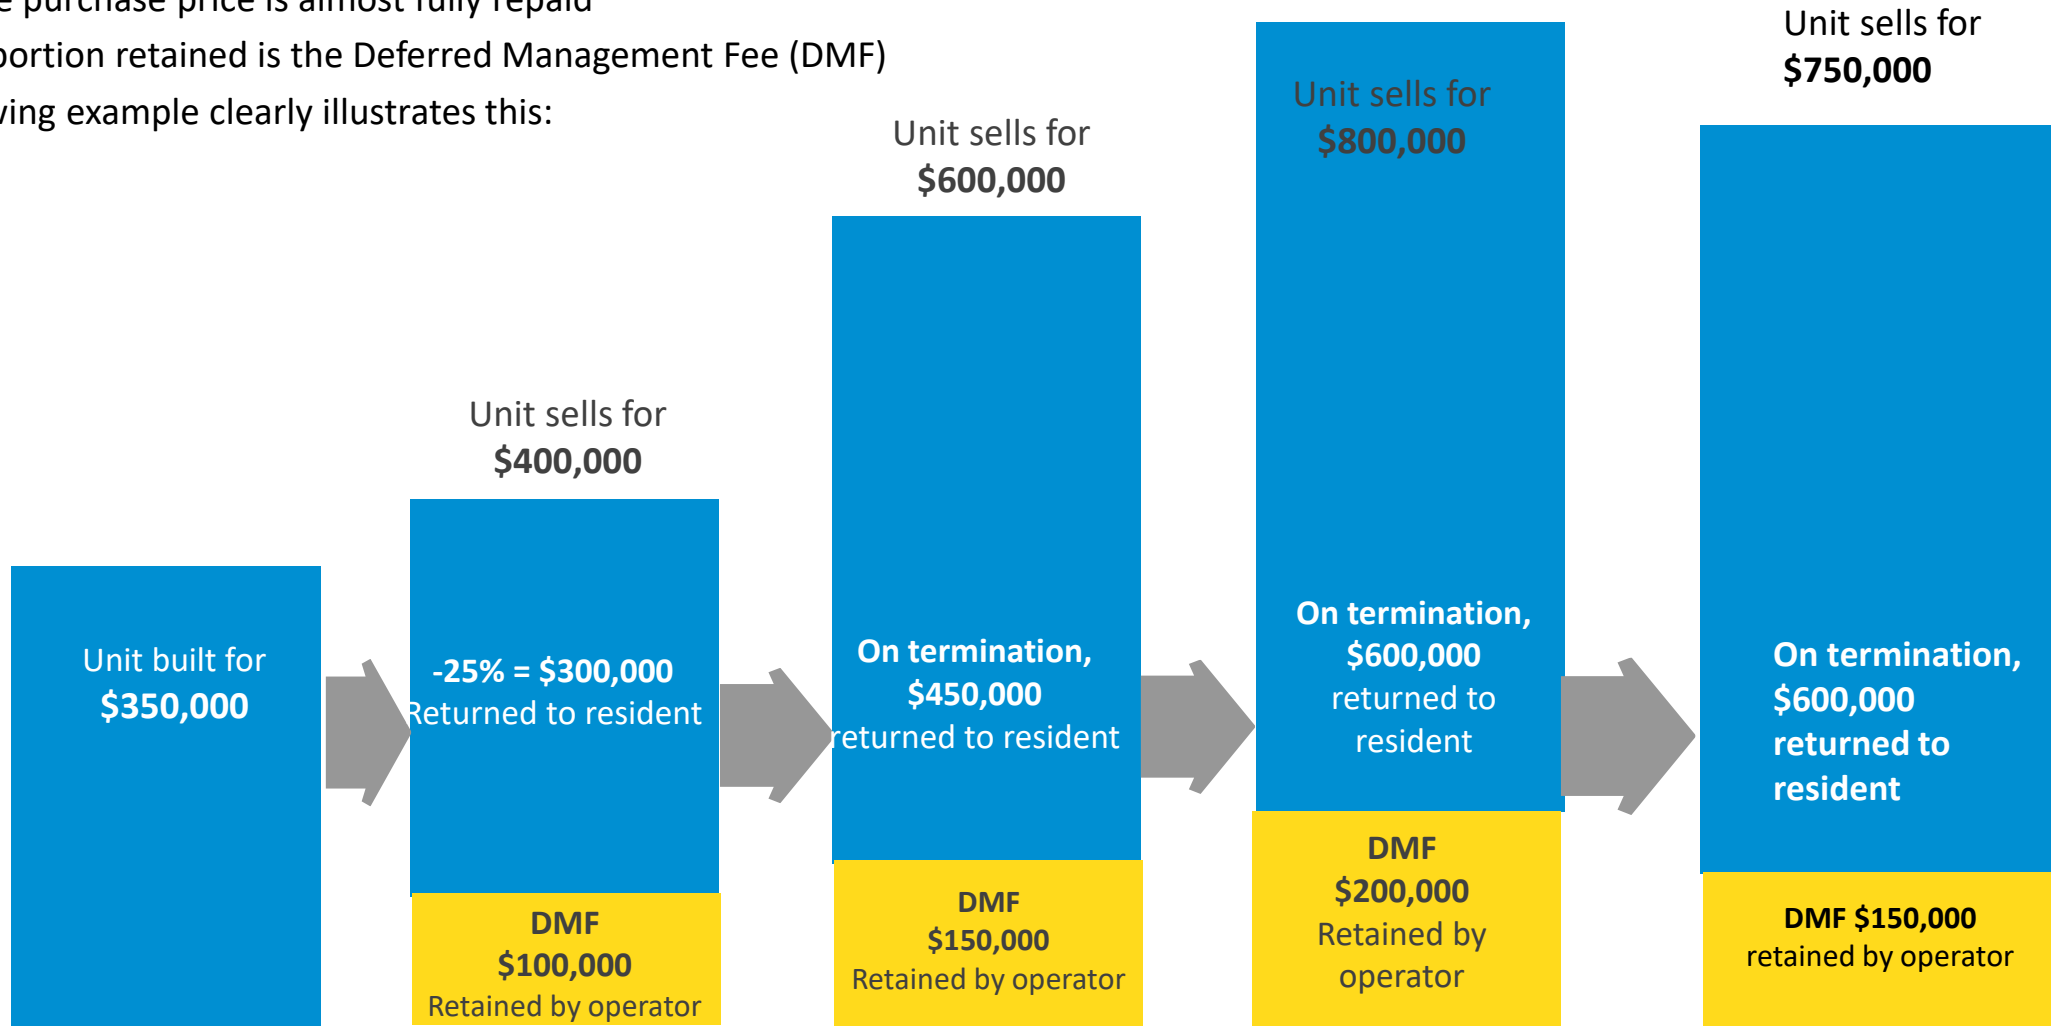 purchase price is almost fully repaid
portion retained is the Deferred Management Fee (DMF)
example clearly illustrates this:
Unit built for
$350,000
Unit sells for
$400,000
-25% = $300,000
Returned to resident
DMF
$100,000
Retained by operator
Unit sells for
$600,000
On termination,
$450,000
returned to resident
DMF
$150,000
Retained by operator
Unit sells for
$800,000
On termination,
$600,000
returned to
resident
DMF
$200,000
Retained by
operator
Unit sells for
$750,000
On termination,
$600,000
returned to
resident
DMF $150,000
retained by operator